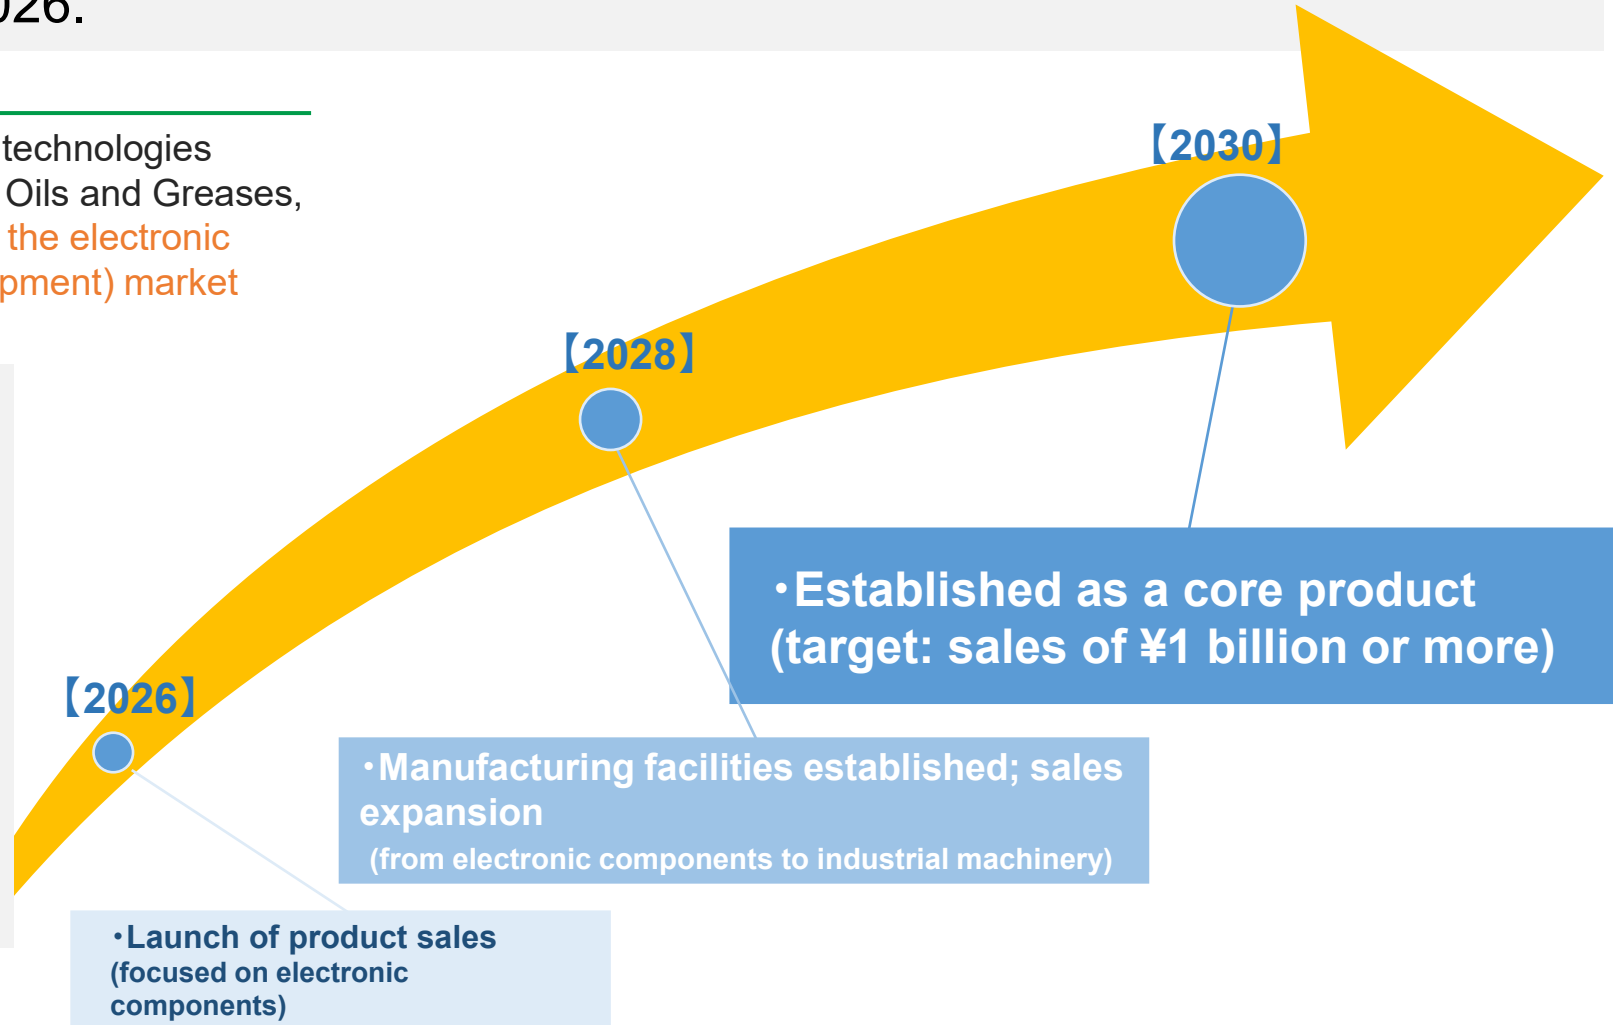 technologies
Oils and Greases,
the electronic
market
【2030】
【2028】
【2026】
・Established as a core product
(target: sales of ¥1 billion or more)
・Manufacturing facilities established; sales
expansion
(from electronic components to industrial machinery)
・Launch of product sales
(focused on electronic
components)